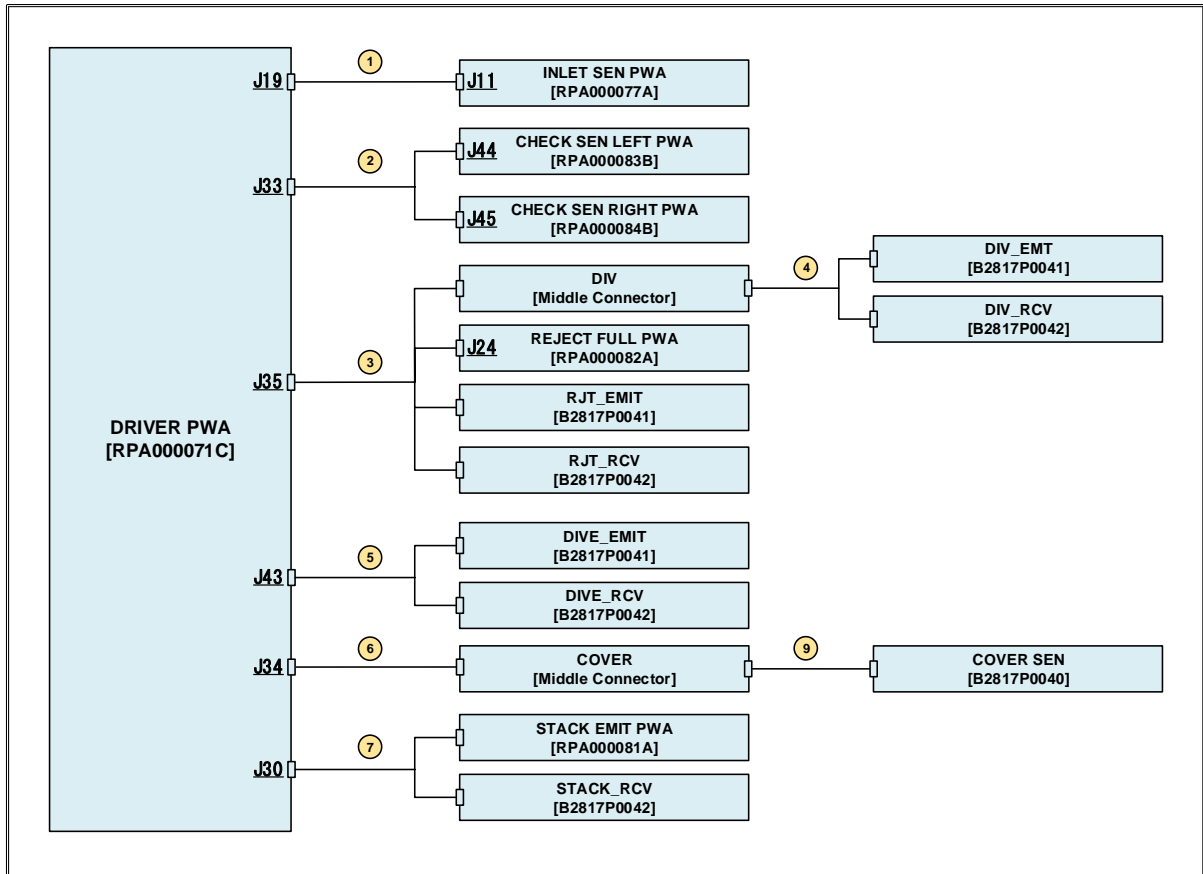 DRIVER PWA
[RPA000071C]
J19
1
J11
INLET SEN PWA
[RPA000077A]
J33
2
J44
CHECK SEN LEFT PWA
[RPA000083B]
J45
CHECK SEN RIGHT PWA
[RPA000084B]
J35
3
DIV
[Middle Connector]
4
DIV_EMT
[B2817P0041]
DIV_RCV
[B2817P0042]
J24
REJECT FULL PWA
[RPA000082A]
RJT_EMIT
[B2817P0041]
RJT_RCV
[B2817P0042]
J43
5
DIVE_EMIT
[B2817P0041]
DIVE_RCV
[B2817P0042]
J34
6
COVER
[Middle Connector]
9
COVER SEN
[B2817P0040]
J30
7
STACK EMIT PWA
[RPA000081A]
STACK_RCV
[B2817P0042]